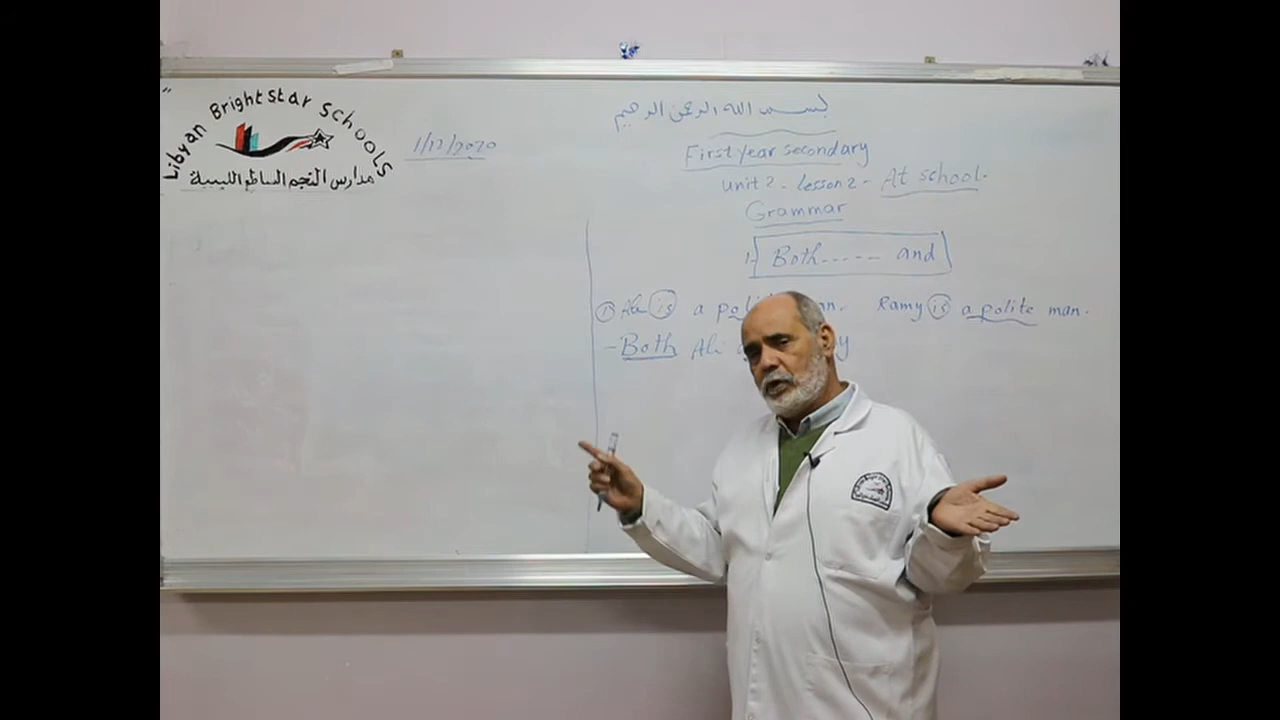 Libyan Bright Star Schools
مدارس النجم الساطع الليبية
1/12/2020
بسم الله الرحمن الرحيم
First year secondary
Unit 2 - Lesson 2 - At school.
Grammar
1. Both ----- and
① Ali is a po an. Ramy is a polite man.
- Both Ali y